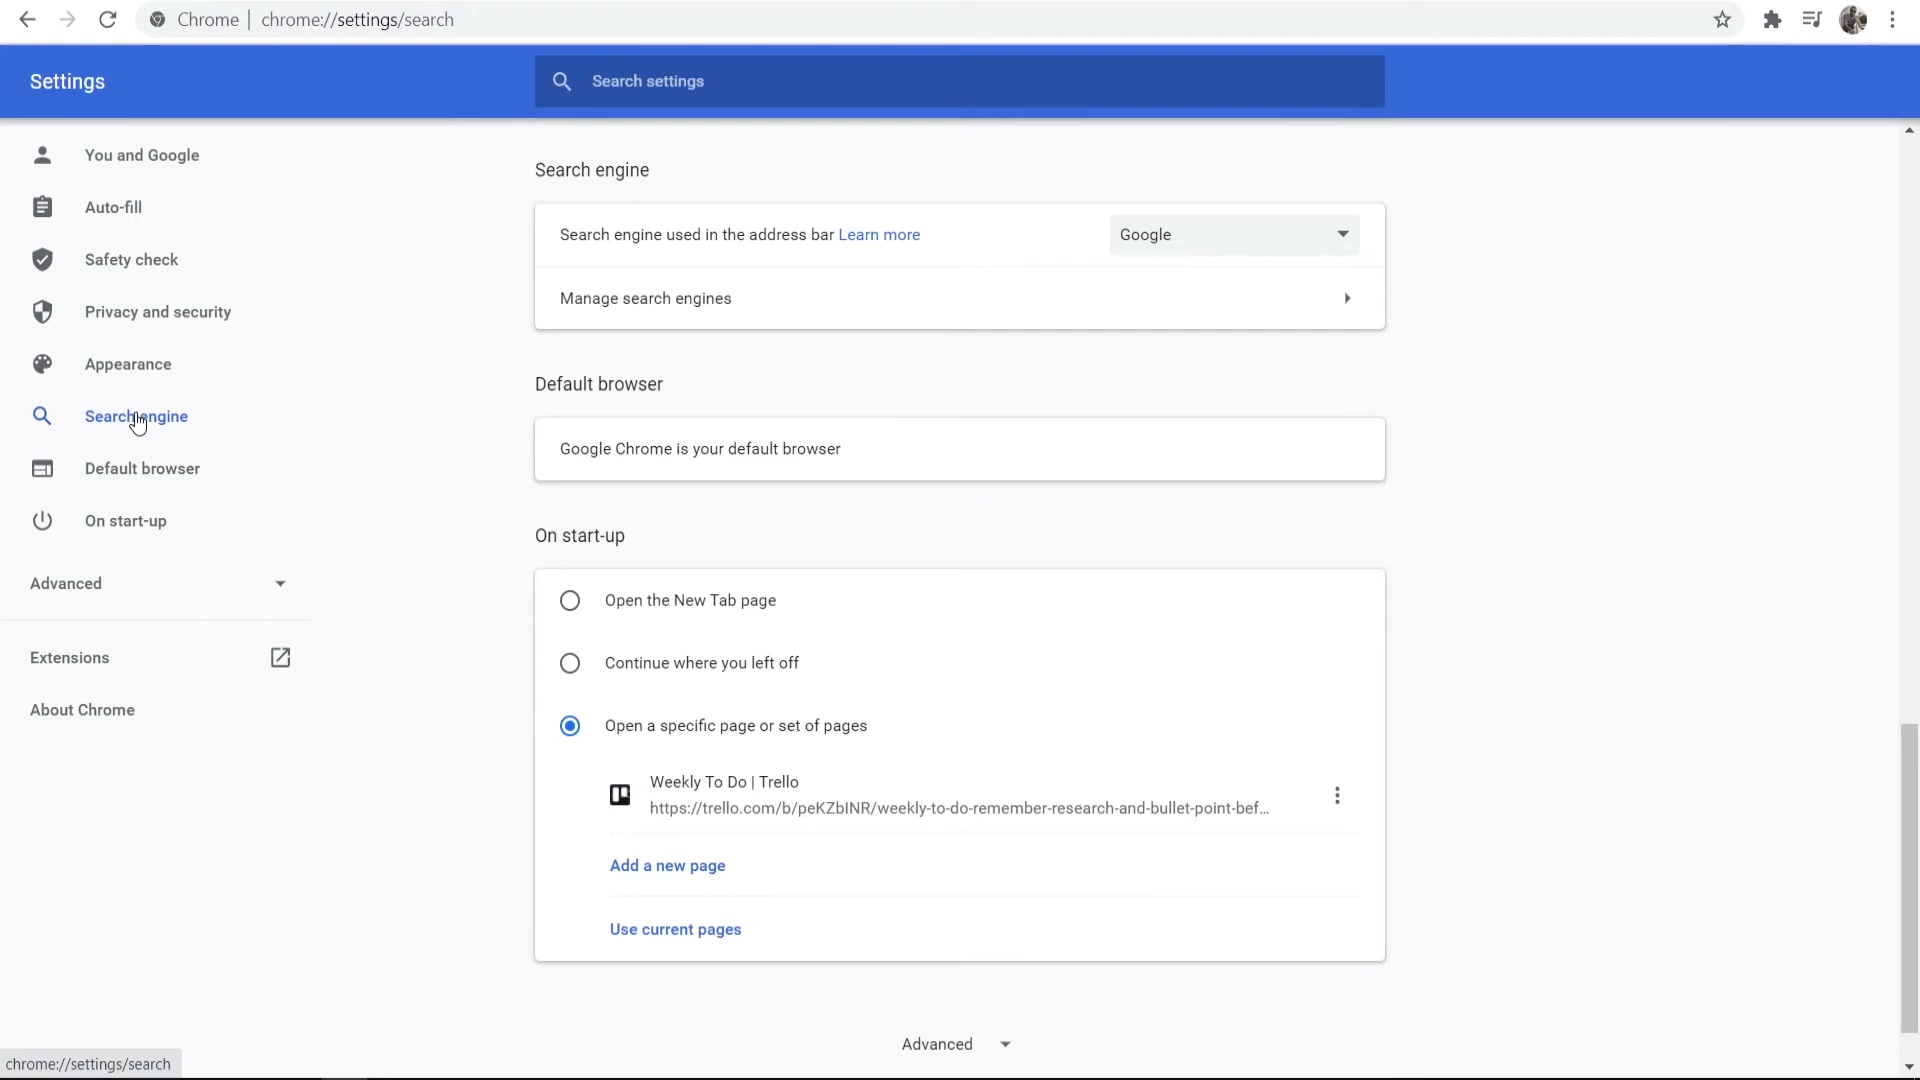 Chrome | chrome://settings/search
Settings
Search settings
You and Google
Auto-fill
Safety check
Privacy and security
Appearance
Search engine
Default browser
On start-up
Advanced
Extensions
About Chrome
Search engine
Search engine used in the address bar Learn more
Google
Manage search engines
Default browser
Google Chrome is your default browser
On start-up
Open the New Tab page
Continue where you left off
Open a specific page or set of pages
Weekly To Do | Trello
https://trello.com/b/peKZbINR/weekly-to-do-remember-research-and-bullet-point-bef...
Add a new page
Use current pages
Advanced
chrome://settings/search